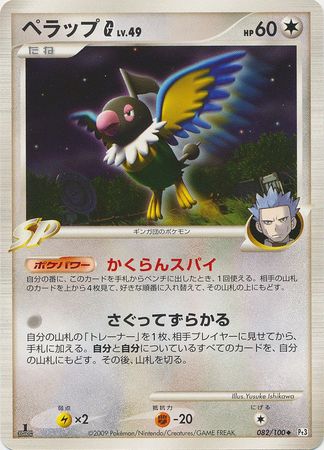 ペラップG LV.49 HP60
たね
ギンガ団のポケモン
SP
ポケパワー かくらんスパイ
自分の番に、このカードを手札からベンチに出したとき、1回使える。相手の山札
のカードを上から4枚見て、好きな順番に入れ替えて、その山札の上にもどす。
さぐってずらかる
自分の山札の「トレーナー」を1枚、相手プレイヤーに見せてから、
手札に加える。自分と自分についているすべてのカードを、自分の
手札にもどす。その後、山札を切る。
Illus. Yusuke Ishikawa
弱点 ×2 抵抗力 -20 にげる
1 EDITION ©2009 Pokémon/Nintendo/Creatures/GAME FREAK. 082/100 Pt3